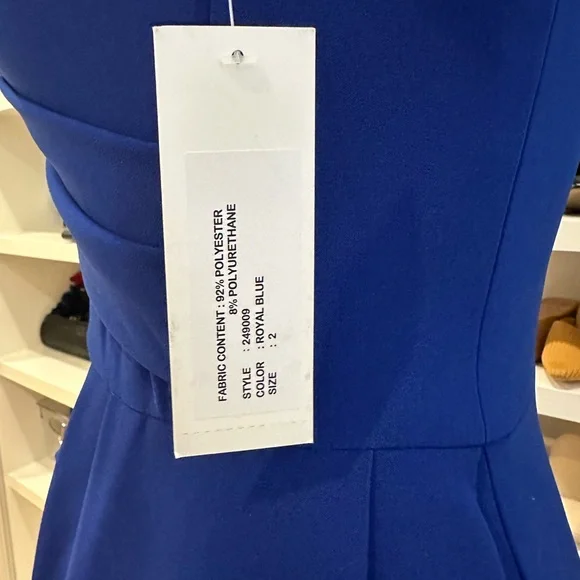 FABRIC CONTENT : 92% POLYESTER
8% POLYURETHANE
STYLE : 249009
COLOR : ROYAL BLUE
SIZE : 2